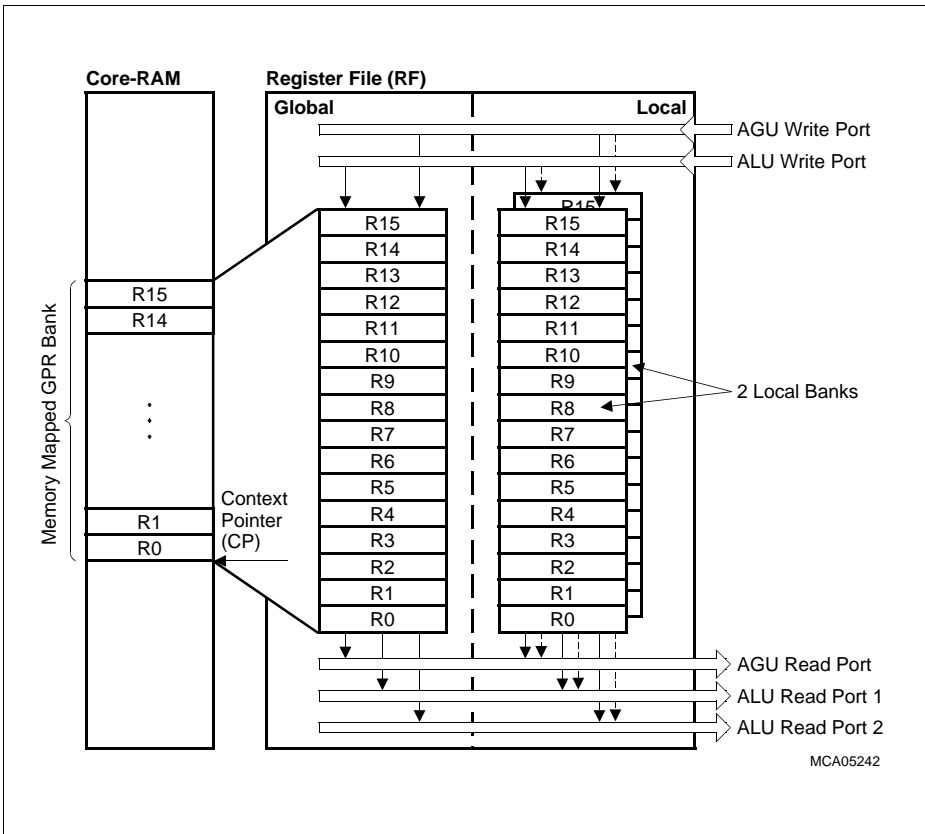 Core-RAM
Register File (RF)
Global
Local
AGU Write Port
ALU Write Port
R15
R15
R14
R13
R12
R11
R10
R9
R8
R7
R6
R5
R4
R3
R2
R1
R0
R15
R14
R13
R12
R11
R10
R9
R8
R7
R6
R5
R4
R3
R2
R1
R0
R15
R14
R1
R0
Memory Mapped GPR Bank
Context
Pointer
(CP)
2 Local Banks
AGU Read Port
ALU Read Port 1
ALU Read Port 2
MCA05242